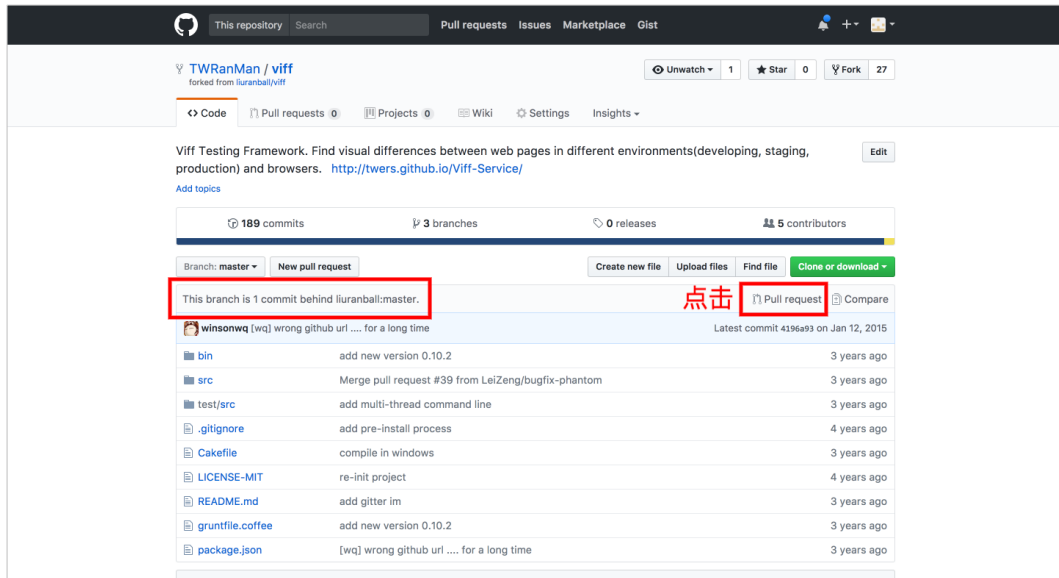 This repository Search Pull requests Issues Marketplace Gist
TWRanMan / viff Unwatch 1 Star 0 Fork 27
forked from liuranball/viff
Code Pull requests 0 Projects 0 Wiki Settings Insights
Viff Testing Framework. Find visual differences between web pages in different environments(developing, staging, Edit
production) and browsers. http://twers.github.io/Viff-Service/
Add topics
189 commits 3 branches 0 releases 5 contributors
Branch: master New pull request Create new file Upload files Find file Clone or download
This branch is 1 commit behind liuranball:master. 点击 Pull request Compare
winsonwq [wq] wrong github url .... for a long time Latest commit 4196a93 on Jan 12, 2015
bin add new version 0.10.2 3 years ago
src Merge pull request #39 from LeiZeng/bugfix-phantom 3 years ago
test/src add multi-thread command line 3 years ago
.gitignore add pre-install process 4 years ago
Cakefile compile in windows 3 years ago
LICENSE-MIT re-init project 4 years ago
README.md add gitter im 3 years ago
gruntfile.coffee add new version 0.10.2 3 years ago
package.json [wq] wrong github url .... for a long time 3 years ago